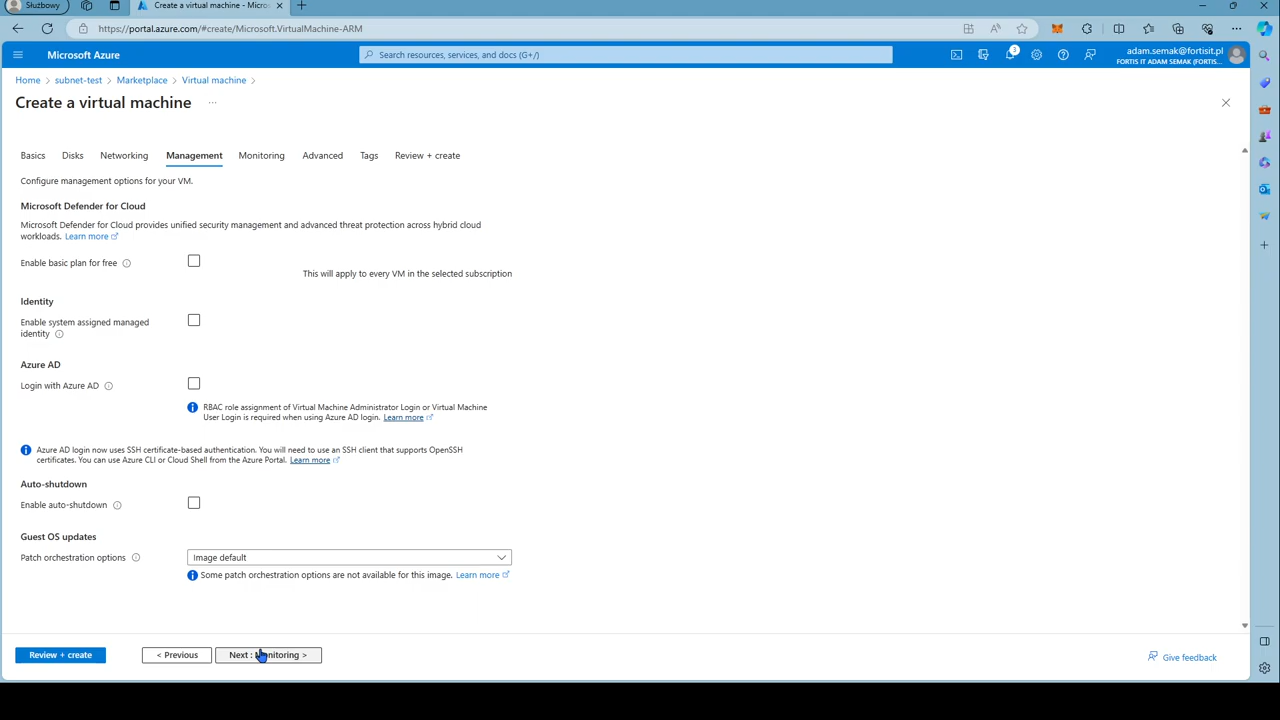 Służbowy
Create a virtual machine - Micros
https://portal.azure.com/#create/Microsoft.VirtualMachine-ARM
Microsoft Azure
Search resources, services, and docs (G+/)
3
adam.semak@fortisit.pl
FORTIS IT ADAM SEMAK (FORTIS...
Home > subnet-test > Marketplace > Virtual machine >
Create a virtual machine ...
Basics Disks Networking Management Monitoring Advanced Tags Review + create
Configure management options for your VM.
Microsoft Defender for Cloud
Microsoft Defender for Cloud provides unified security management and advanced threat protection across hybrid cloud
workloads. Learn more
Enable basic plan for free
This will apply to every VM in the selected subscription
Identity
Enable system assigned managed
identity
Azure AD
Login with Azure AD
RBAC role assignment of Virtual Machine Administrator Login or Virtual Machine
User Login is required when using Azure AD login. Learn more
Azure AD login now uses SSH certificate-based authentication. You will need to use an SSH client that supports OpenSSH
certificates. You can use Azure CLI or Cloud Shell from the Azure Portal. Learn more
Auto-shutdown
Enable auto-shutdown
Guest OS updates
Patch orchestration options
Image default
Some patch orchestration options are not available for this image. Learn more
Review + create
< Previous
Next : Monitoring >
Give feedback